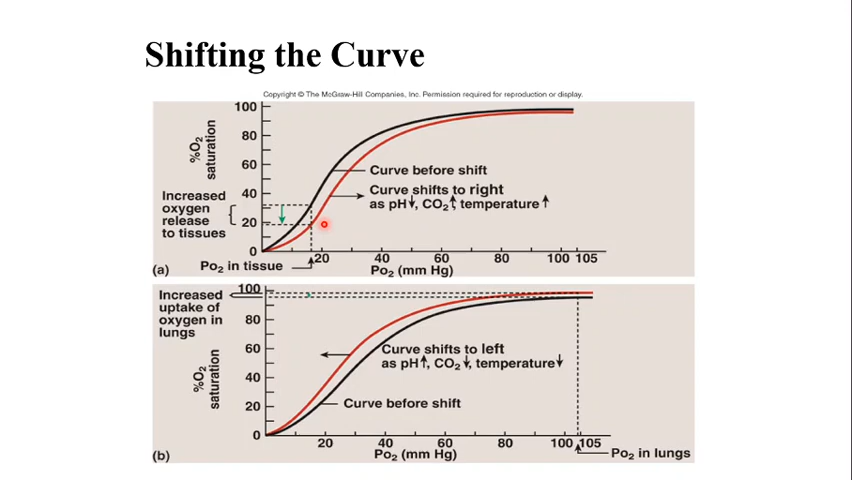 Shifting the Curve
Copyright © The McGraw-Hill Companies, Inc. Permission required for reproduction or display.
%O2
saturation
100
80
60
40
20
0
Increased
oxygen
release
to tissues
Curve before shift
Curve shifts to right
as pH↓, CO2↑, temperature↑
20 40 60 80 100 105
Po2 in tissue
Po2 (mm Hg)
(a)
Increased
uptake of
oxygen in
lungs
%O2
saturation
100
80
60
40
20
0
Curve shifts to left
as pH↑, CO2↓, temperature↓
Curve before shift
20 40 60 80 100 105
Po2 (mm Hg)
Po2 in lungs
(b)